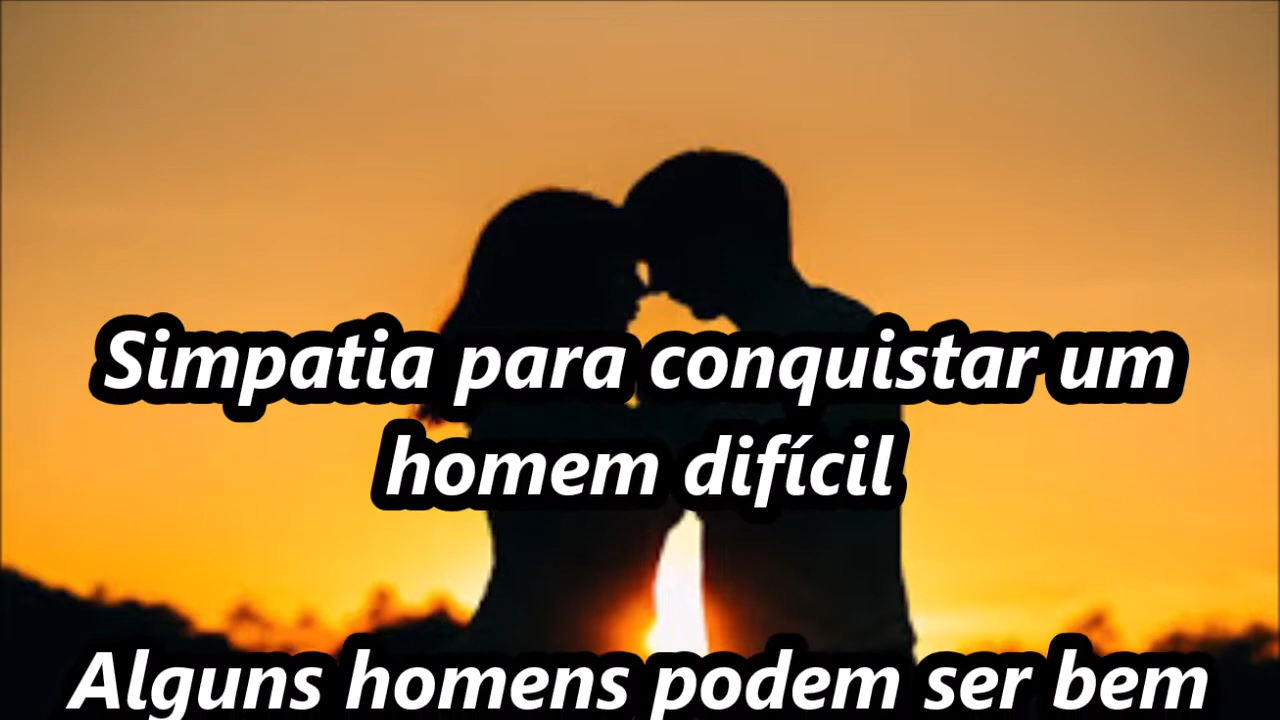 Simpatia para conquistar um
homem difícil
Alguns homens podem ser bem